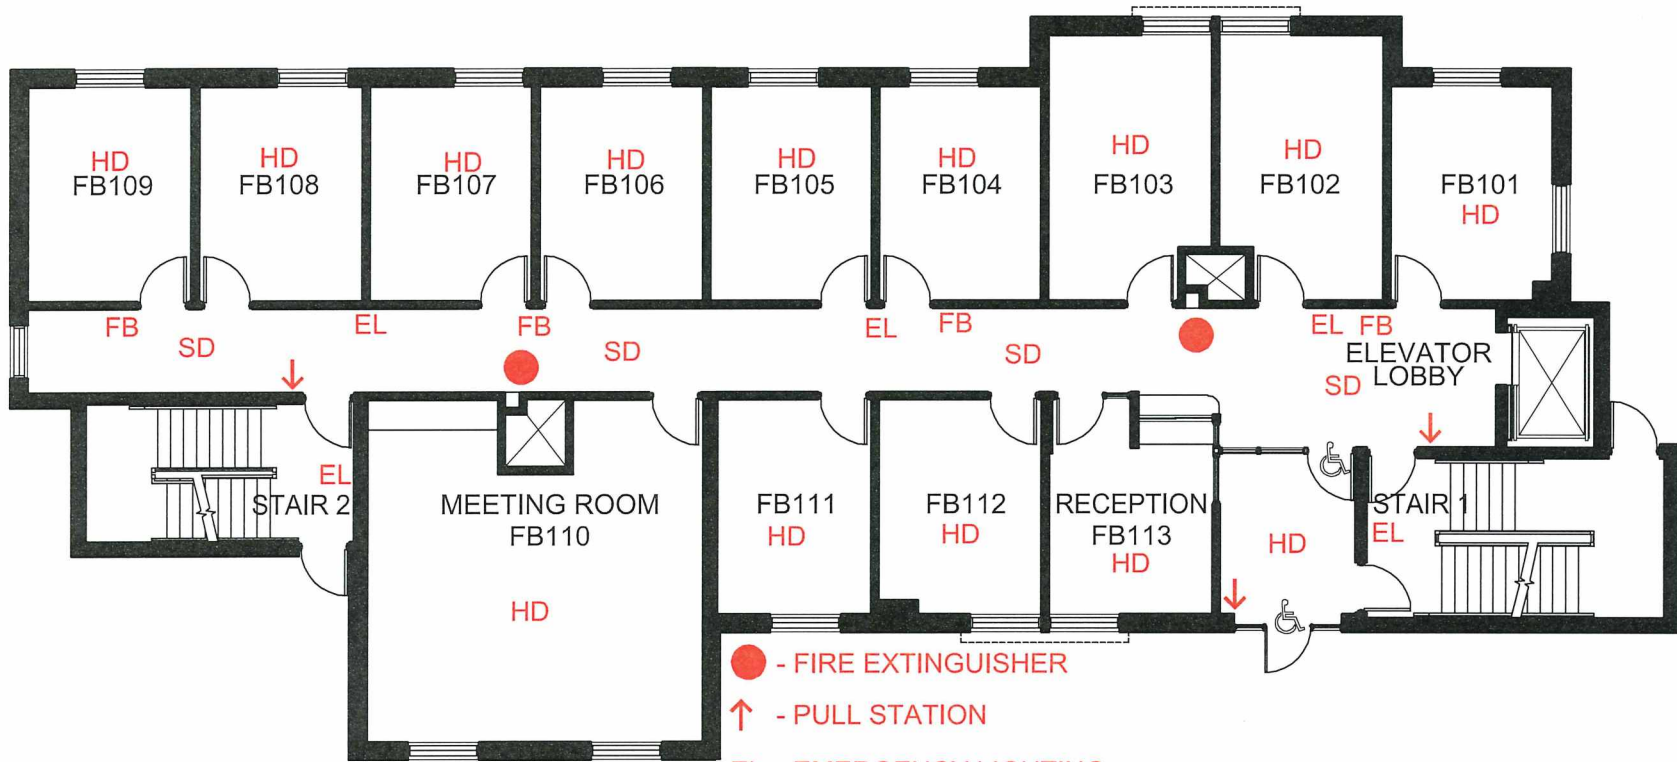 HD
FB109
HD
FB108
HD
FB107
HD
FB106
HD
FB105
HD
FB104
HD
FB103
HD
FB102
FB101
HD
FB
SD
EL
FB
SD
EL
FB
SD
EL FB
ELEVATOR
LOBBY
SD
EL
STAIR 2
MEETING ROOM
FB110
HD
FB111
HD
FB112
HD
RECEPTION
FB113
HD
HD
STAIR 1
EL
- FIRE EXTINGUISHER
- PULL STATION